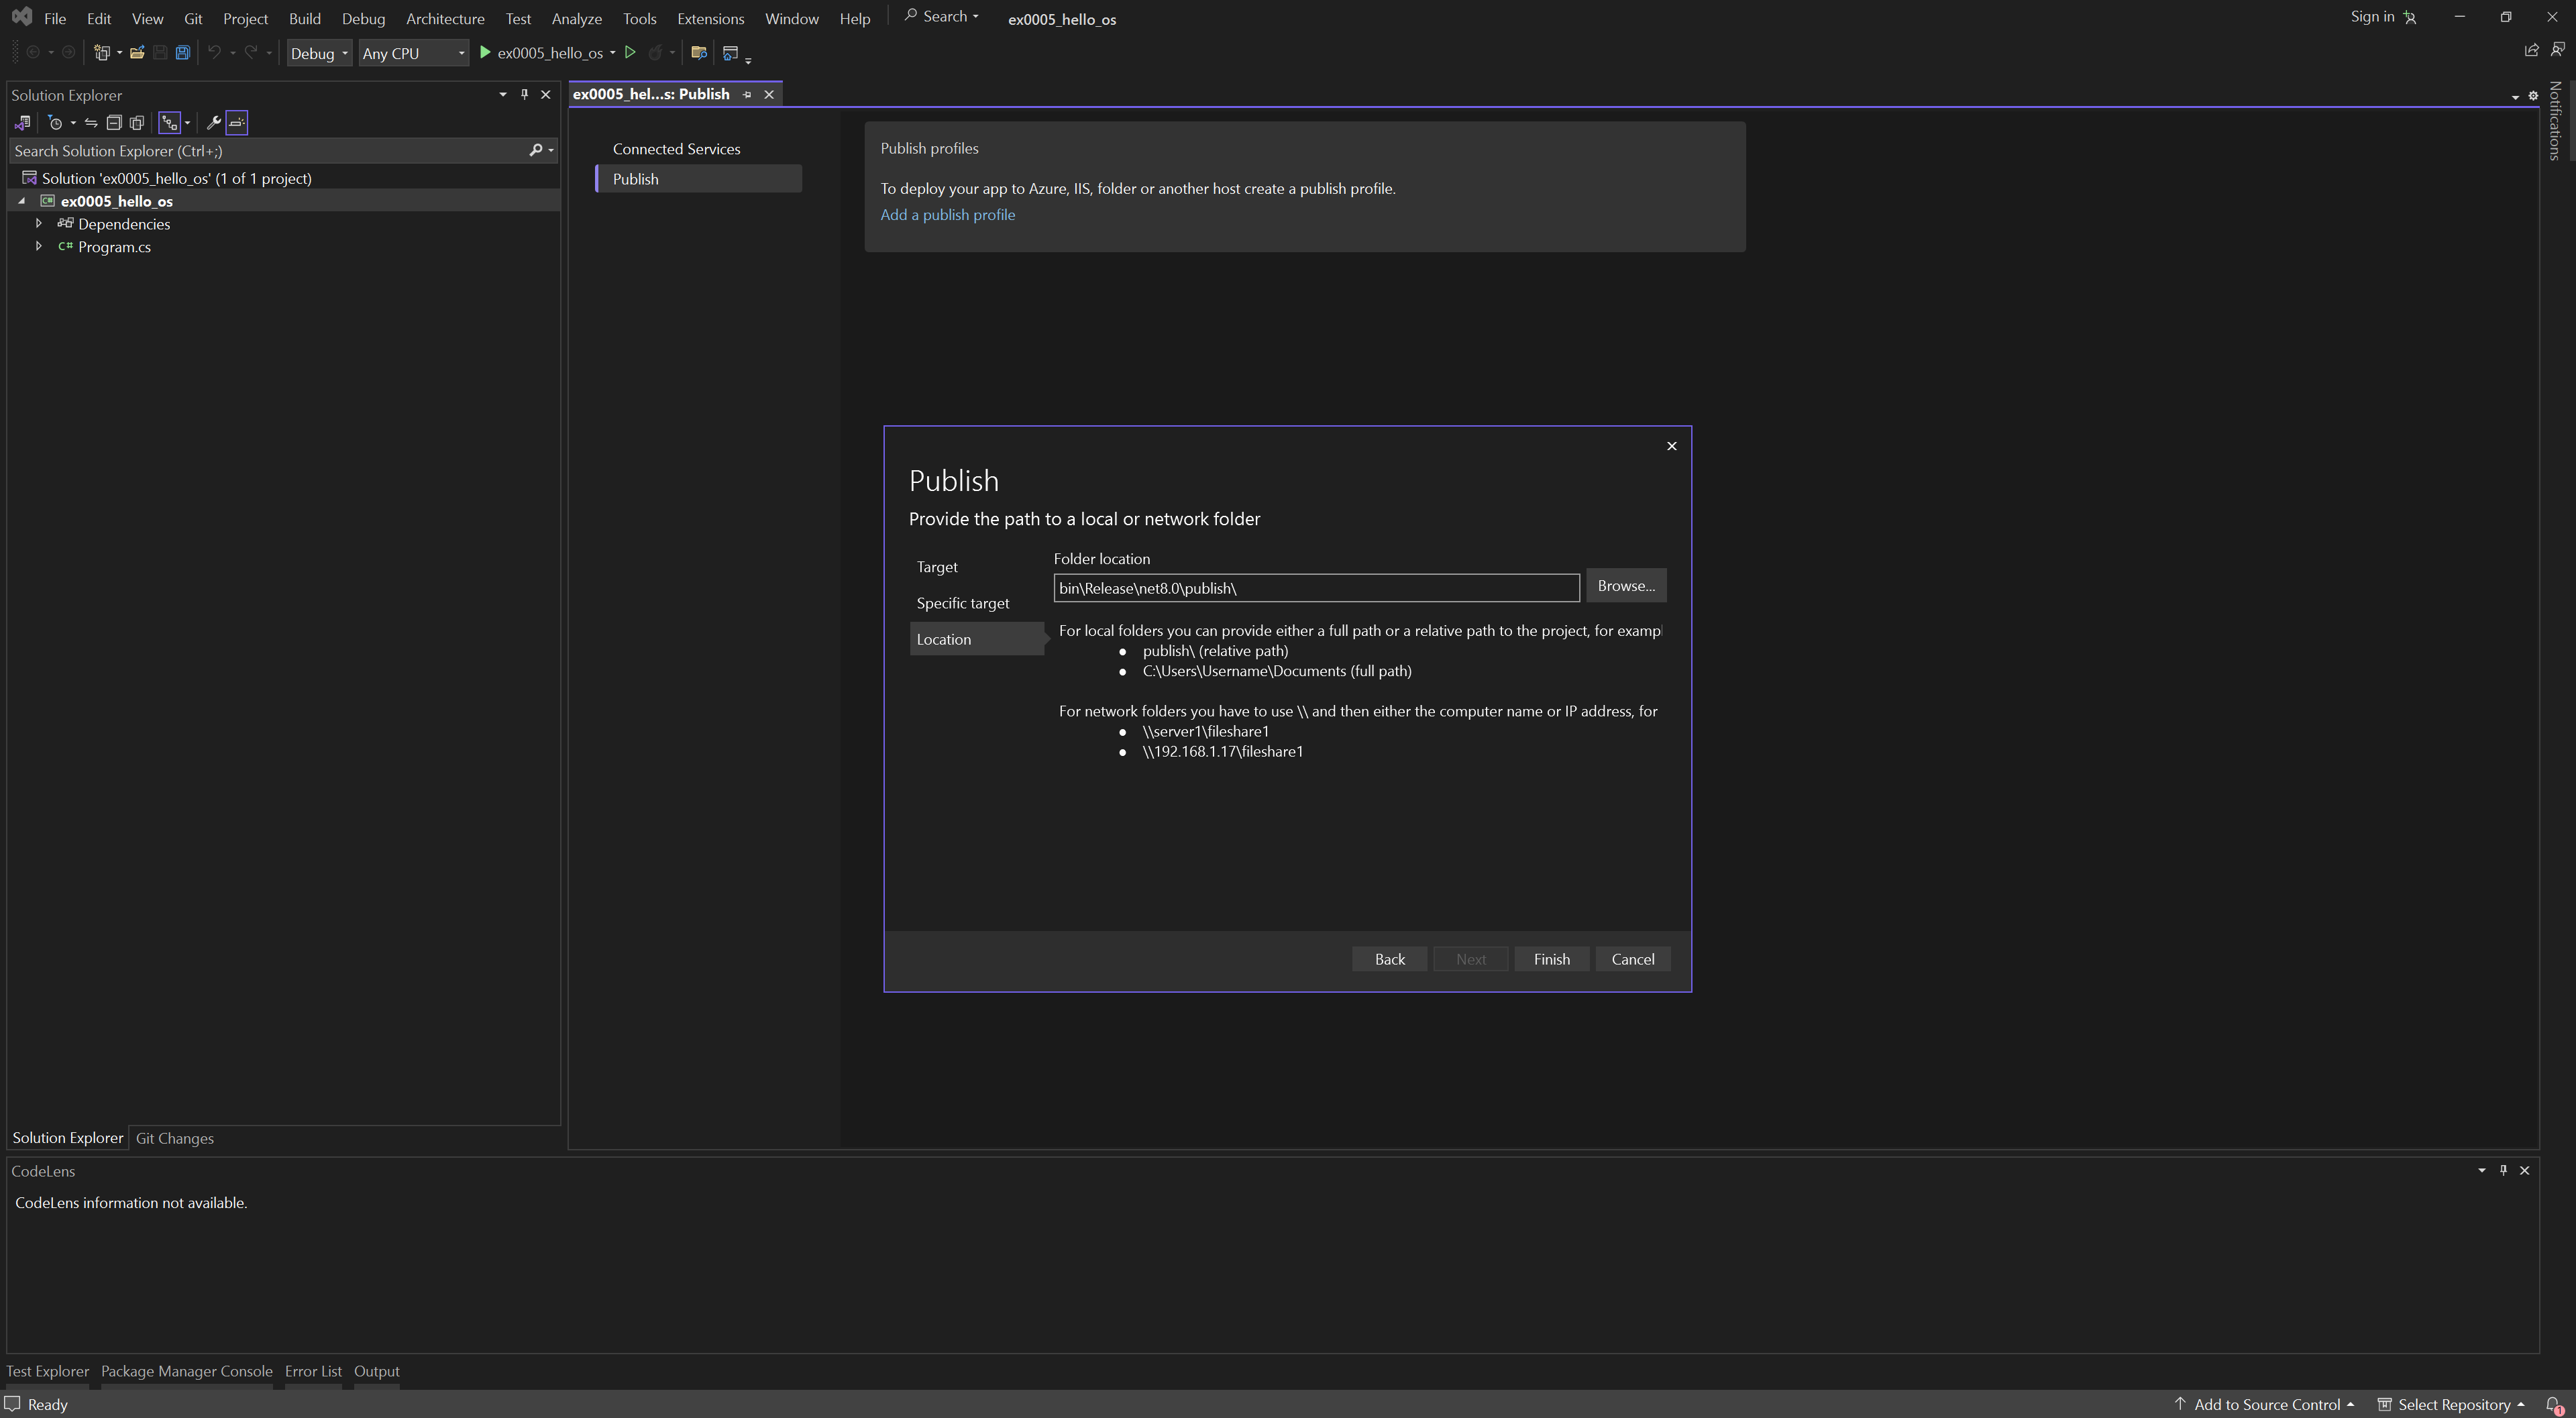 File Edit View Git Project Build Debug Architecture Test Analyze Tools Extensions Window Help Search ex0005_hello_os Sign in
Debug Any CPU ex0005_hello_os
Solution Explorer
Search Solution Explorer (Ctrl+;)
Solution 'ex0005_hello_os' (1 of 1 project)
C# ex0005_hello_os
Dependencies
C# Program.cs
Solution Explorer Git Changes
ex0005_hel...s: Publish
Connected Services
Publish
Publish profiles
To deploy your app to Azure, IIS, folder or another host create a publish profile.
Add a publish profile
Notifications
Publish
Provide the path to a local or network folder
Target
Specific target
Location
Folder location
bin\Release\net8.0\publish\
Browse...
For local folders you can provide either a full path or a relative path to the project, for exampl
● publish\ (relative path)
● C:\Users\Username\Documents (full path)
For network folders you have to use \\ and then either the computer name or IP address, for
● \\server1\fileshare1
● \\192.168.1.17\fileshare1
Back Next Finish Cancel
CodeLens
CodeLens information not available.
Test Explorer Package Manager Console Error List Output
Ready Add to Source Control Select Repository 1